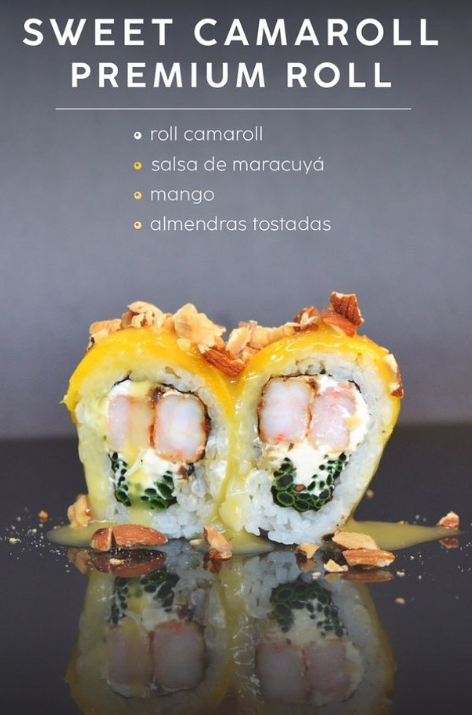 SWEET CAMAROLL
PREMIUM ROLL
roll camaroll
salsa de maracuyá
mango
almendras tostadas